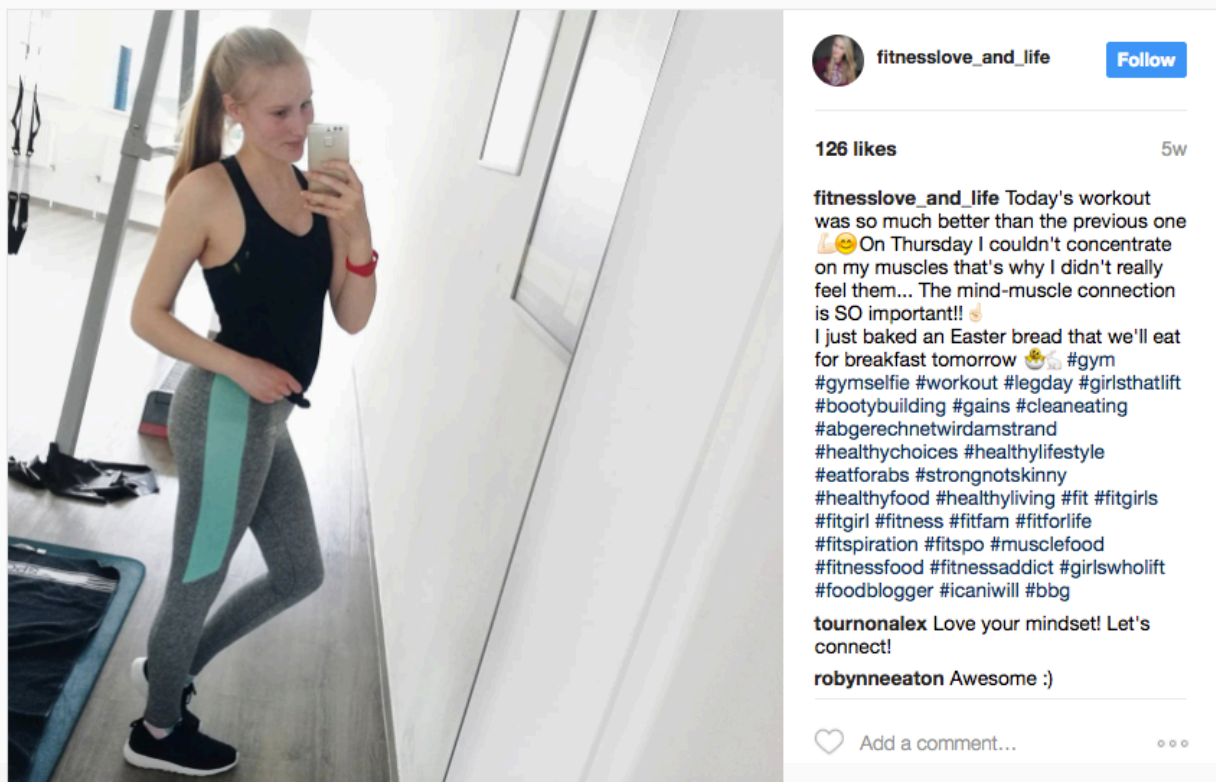 fitnesslove_and_life
Follow
126 likes
5w
fitnesslove_and_life Today's workout
was so much better than the previous one
💪🏻😊On Thursday I couldn't concentrate
on my muscles that's why I didn't really
feel them... The mind-muscle connection
is SO important!! ☝🏻
I just baked an Easter bread that we'll eat
for breakfast tomorrow 🐣🐇 #gym
#gymselfie #workout #legday #girlsthatlift
#bootybuilding #gains #cleaneating
#abgerechnetwirdamstrand
#healthychoices #healthylifestyle
#eatforabs #strongnotskinny
#healthyfood #healthyliving #fit #fitgirls
#fitgirl #fitness #fitfam #fitforlife
#fitspiration #fitspo #musclefood
#fitnessfood #fitnessaddict #girlswholift
#foodblogger #icaniwill #bbg
tournonalex Love your mindset! Let's
connect!
robynneeaton Awesome :)
Add a comment...